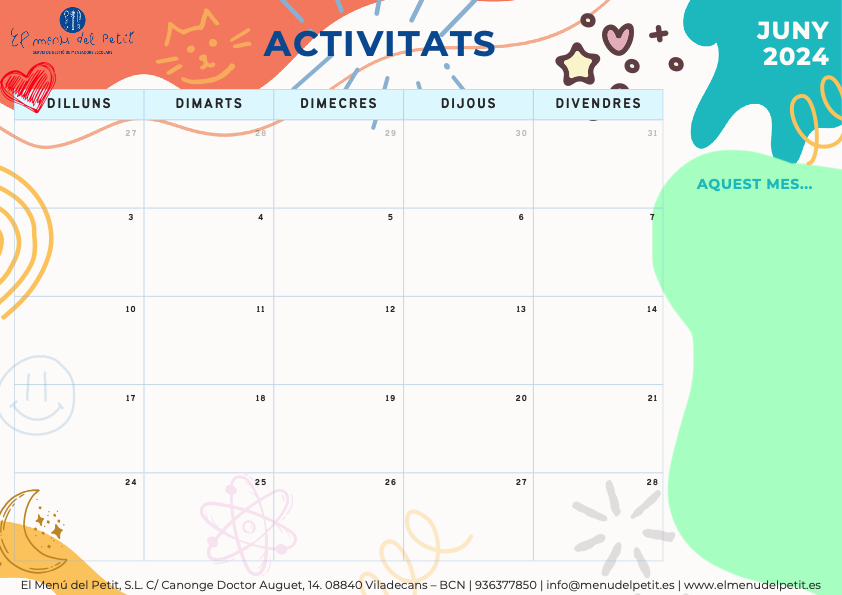 El menú del Petit
ACTIVITATS
JUNY
2024
DILLUNS DIMARTS DIMECRES DIJOUS DIVENDRES
27 28 29 30 31
AQUEST MES...
3 4 5 6 7
10 11 12 13 14
17 18 19 20 21
24 25 26 27 28
El Menú del Petit, S.L. C/ Canonge Doctor Auguet, 14. 08840 Viladecans – BCN | 936377850 | info@menudelpetit.es | www.elmenudelpetit.es